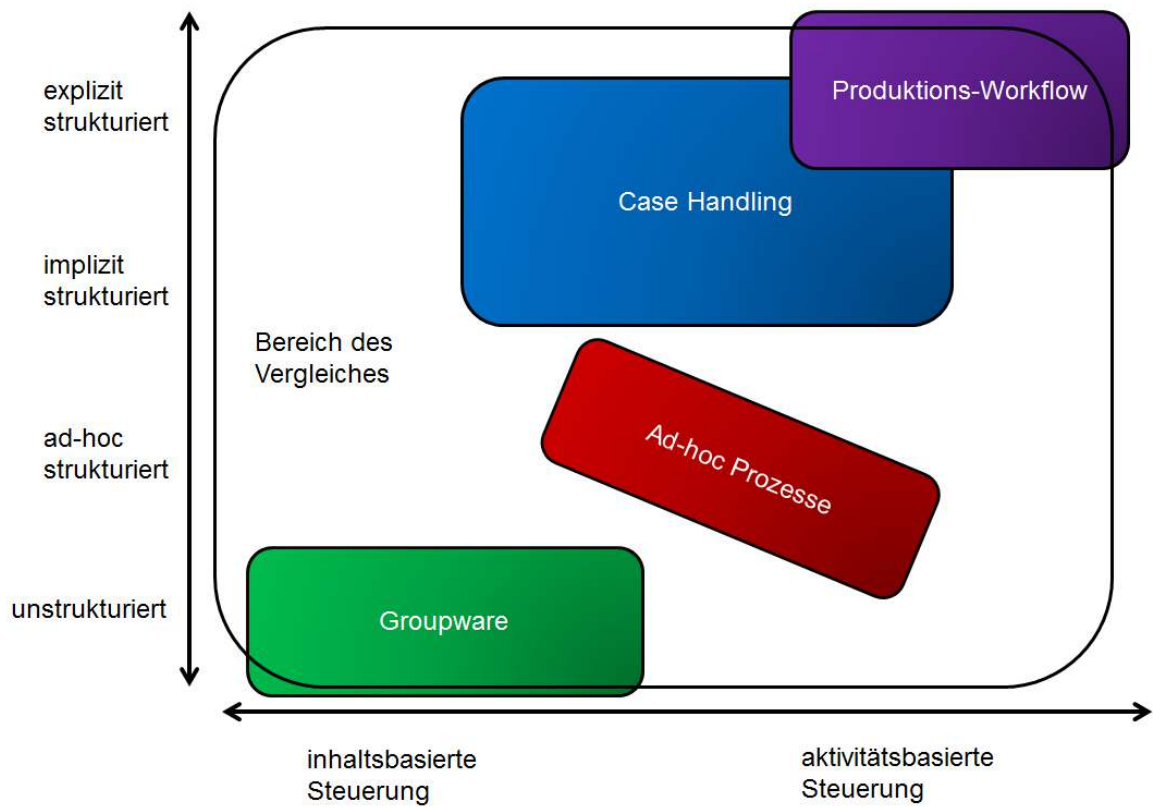 explizit
strukturiert
Produktions-Workflow
Case Handling
implizit
strukturiert
Bereich des
Vergleiches
ad-hoc
strukturiert
Ad-hoc Prozesse
unstrukturiert
Groupware
inhaltsbasierte
Steuerung
aktivitätsbasierte
Steuerung